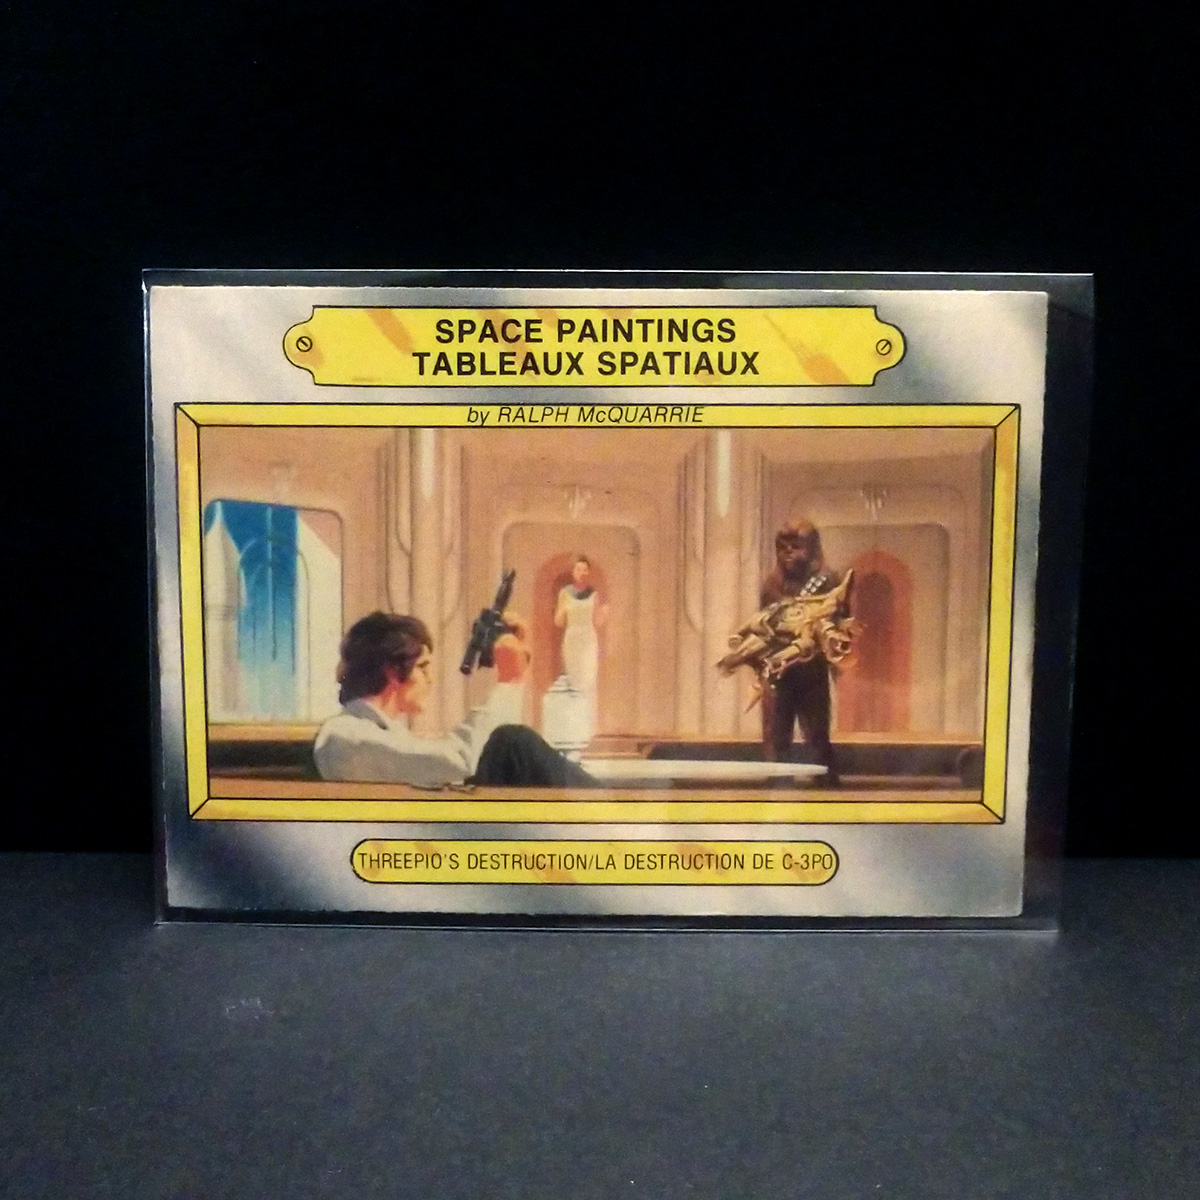 SPACE PAINTINGS
TABLEAUX SPATIAUX
by RALPH McQUARRIE
THREEPIO'S DESTRUCTION/LA DESTRUCTION DE C-3PO